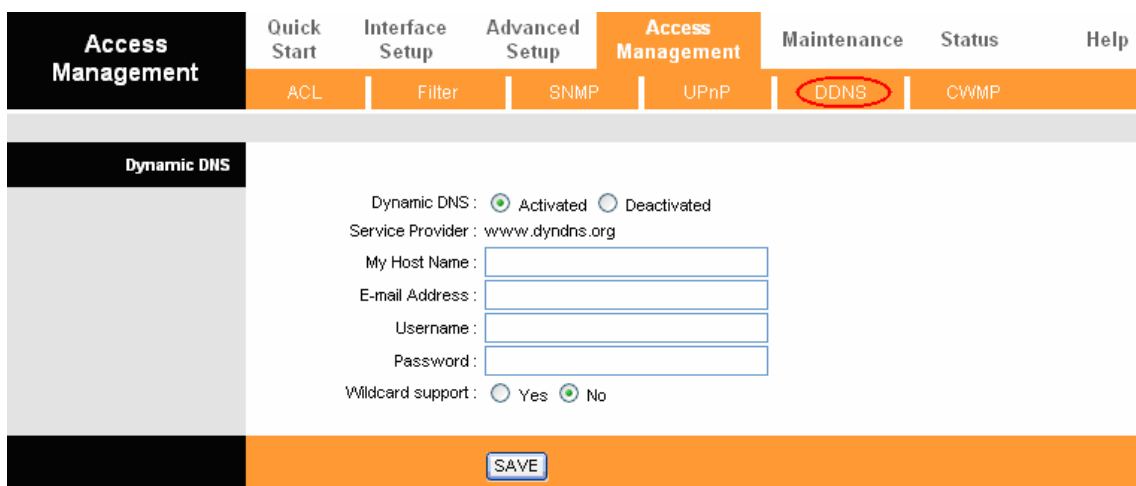 Access Management
Quick Start
Interface Setup
Advanced Setup
Access Management
Maintenance
Status
Help
ACL
Filter
SNMP
UPnP
DDNS
CWMP
Dynamic DNS
Dynamic DNS : Activated Deactivated
Service Provider : www.dyndns.org
My Host Name :
E-mail Address :
Username :
Password :
Wildcard support : Yes No
SAVE